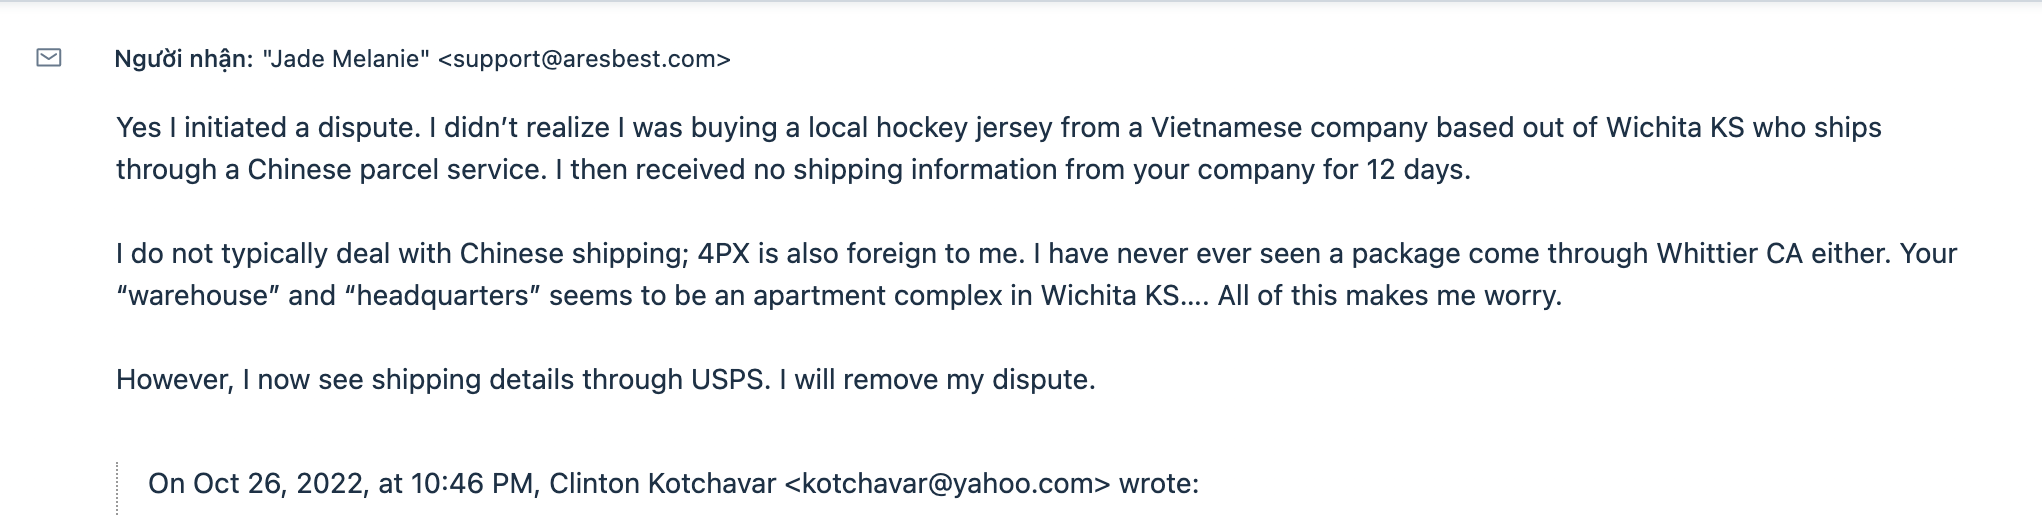 Người nhận: "Jade Melanie" <support@aresbest.com>
Yes I initiated a dispute. I didn’t realize I was buying a local hockey jersey from a Vietnamese company based out of Wichita KS who ships
through a Chinese parcel service. I then received no shipping information from your company for 12 days.
I do not typically deal with Chinese shipping; 4PX is also foreign to me. I have never ever seen a package come through Whittier CA either. Your
“warehouse” and “headquarters” seems to be an apartment complex in Wichita KS.... All of this makes me worry.
However, I now see shipping details through USPS. I will remove my dispute.
On Oct 26, 2022, at 10:46 PM, Clinton Kotchavar <kotchavar@yahoo.com> wrote: